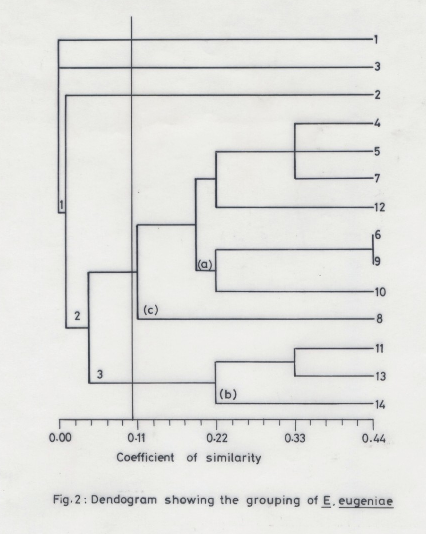 1
3
2
4
5
7
1
12
6
(a)
9
10
2
(c)
8
11
3
13
(b)
14
0.00 0.11 0.22 0.33 0.44
Coefficient of similarity
Fig.2: Dendogram showing the grouping of E. eugeniae